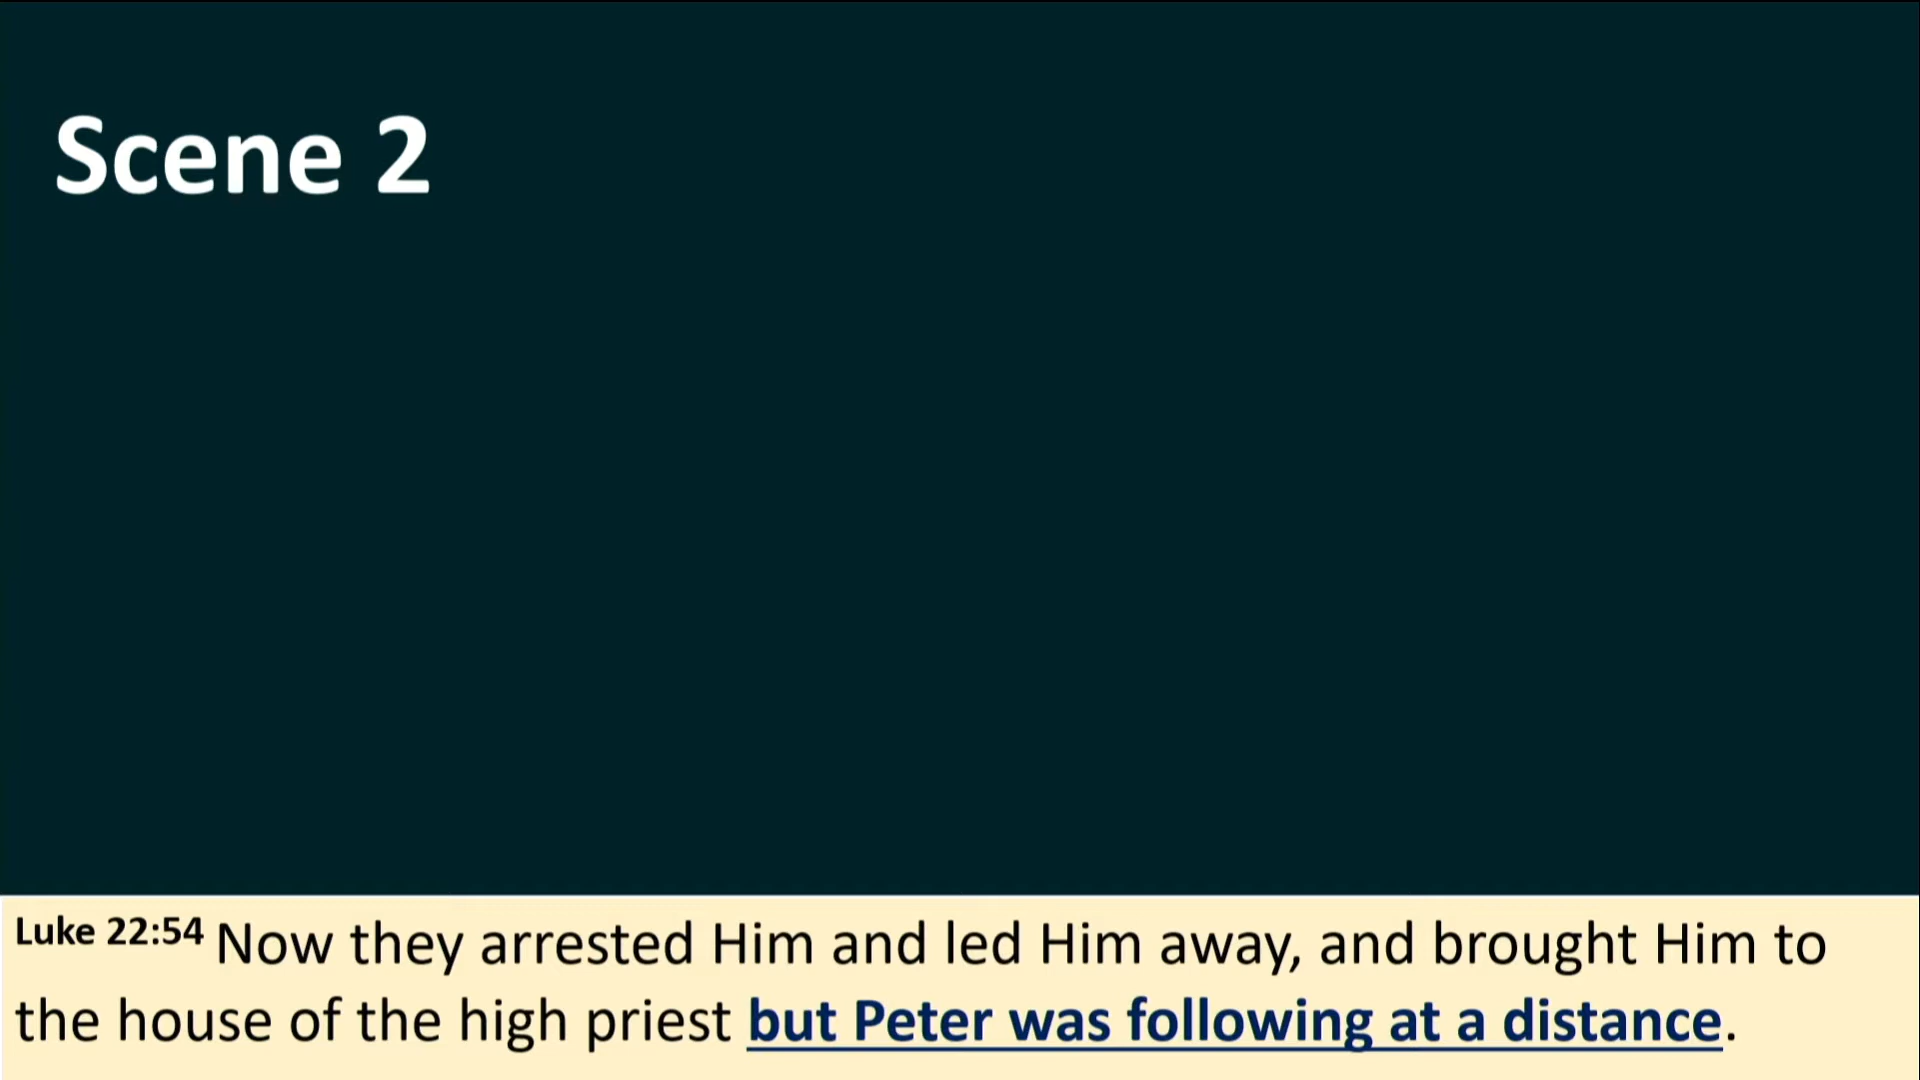 Scene 2
Luke 22:54 Now they arrested Him and led Him away, and brought Him to
the house of the high priest but Peter was following at a distance.